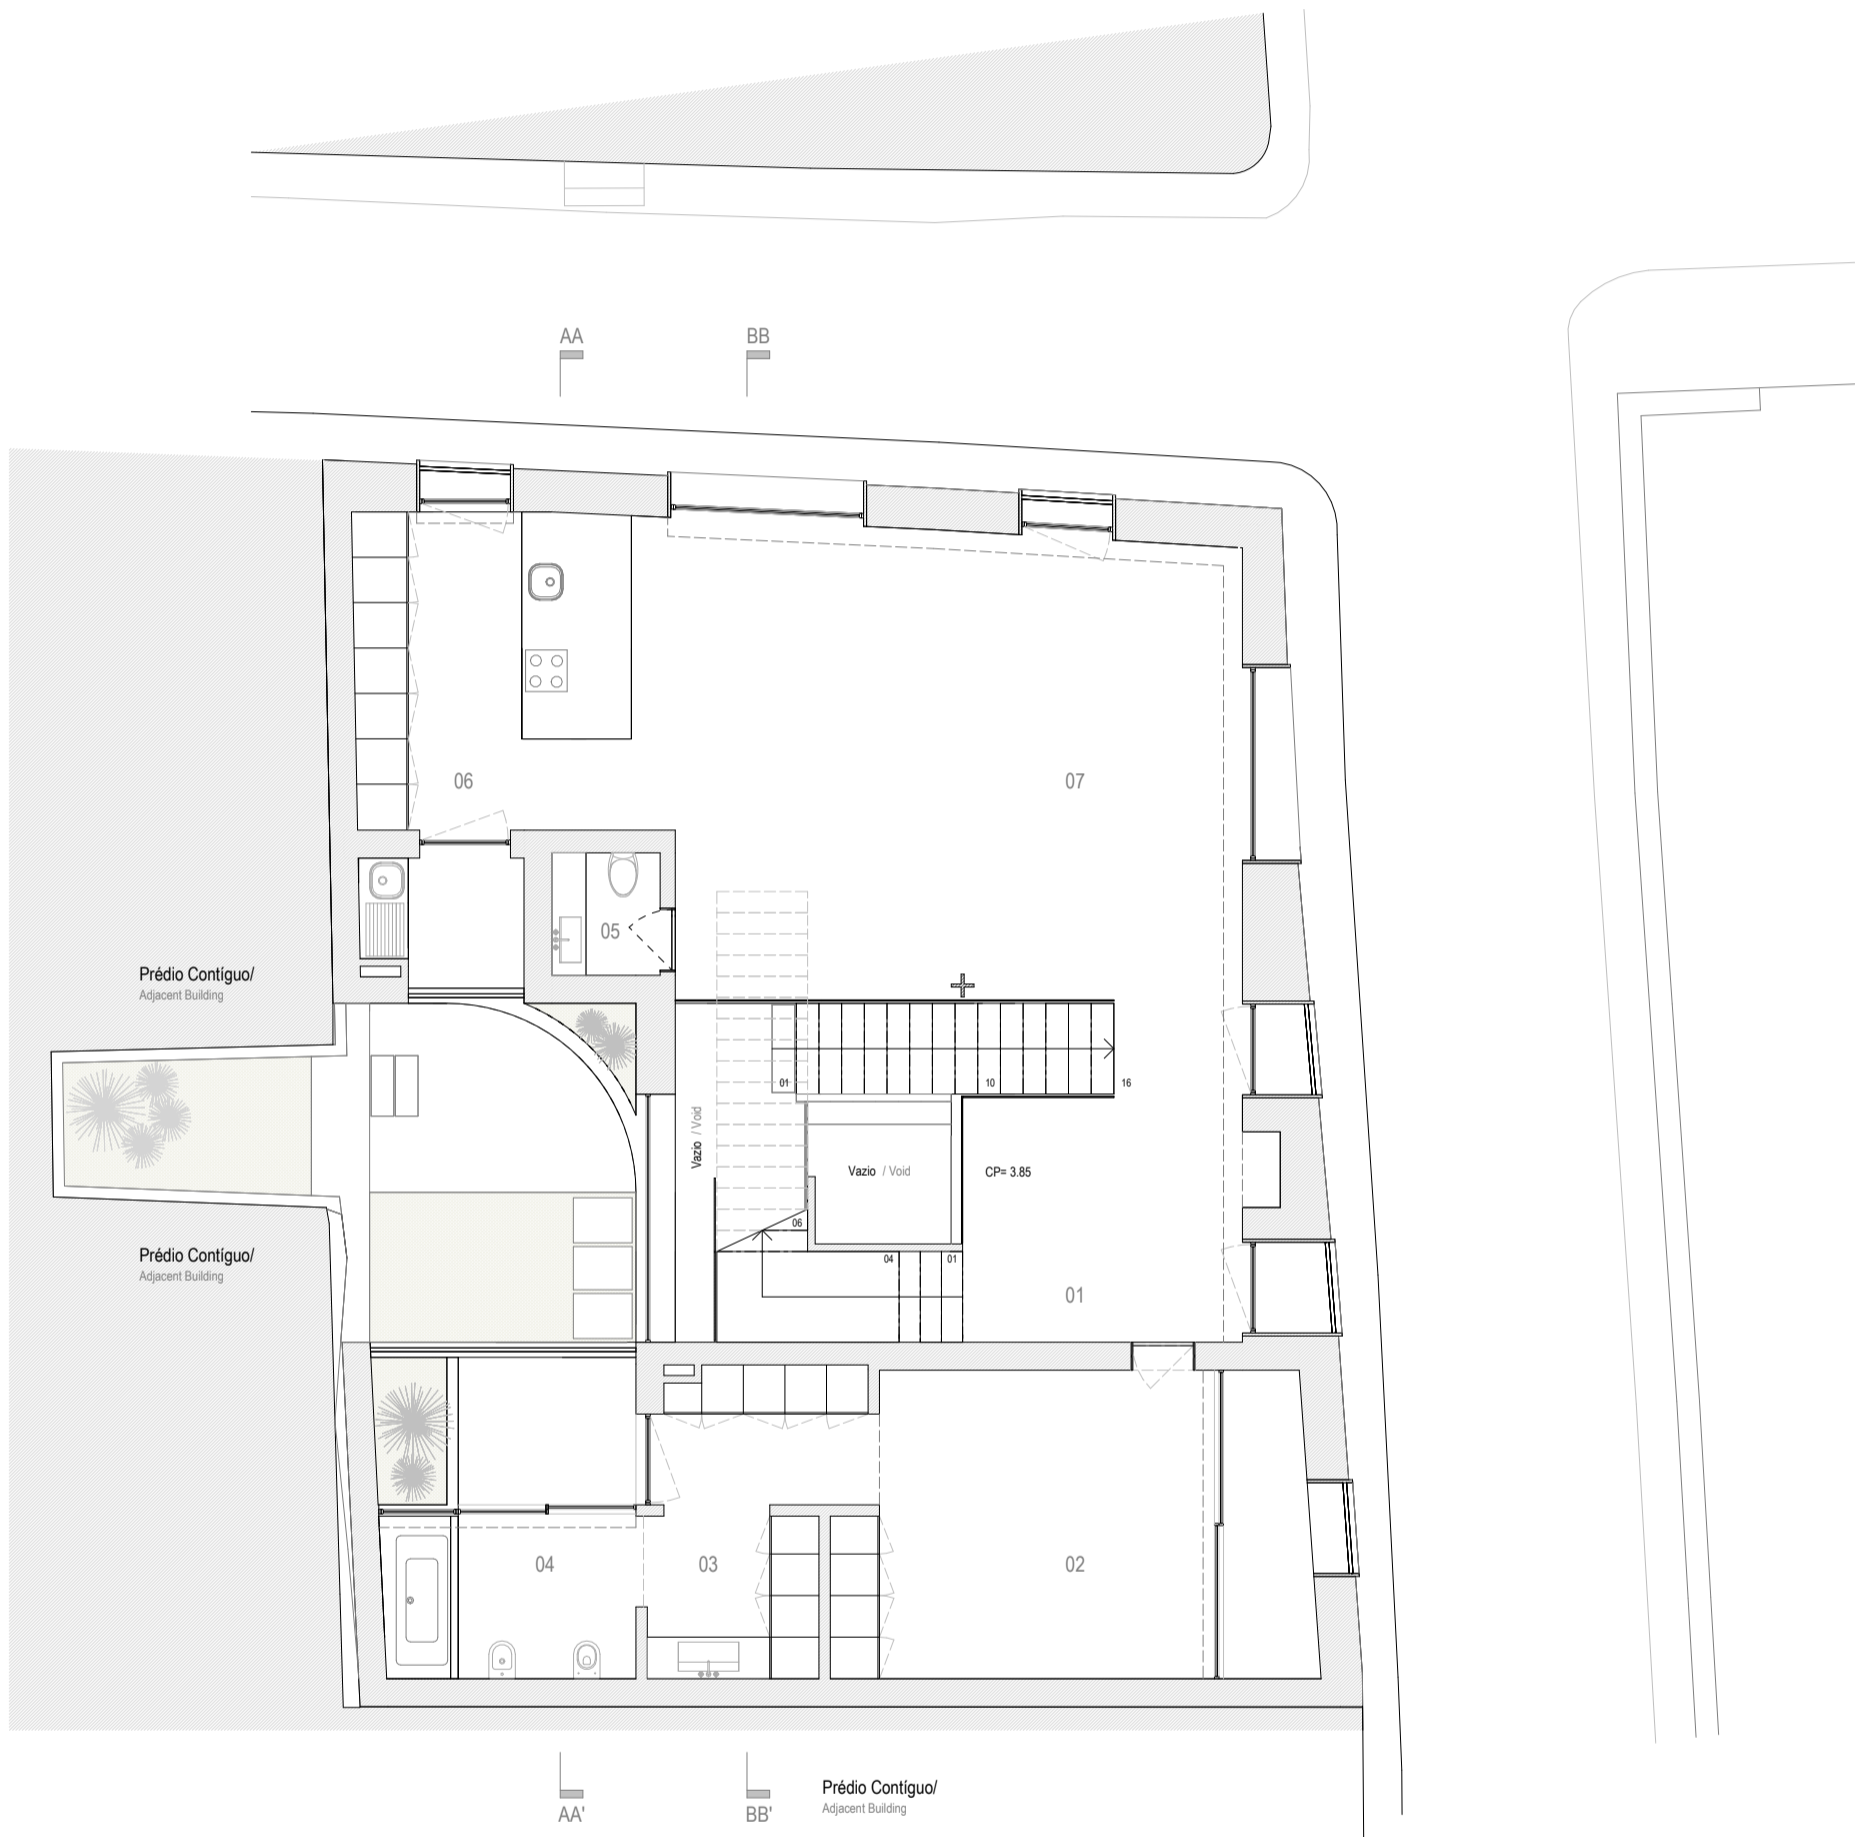 AA
BB
06
07
05
Prédio Contíguo/
Adjacent Building
01
10
16
Vazio / Void
Vazio / Void
CP= 3.85
06
Prédio Contíguo/
Adjacent Building
04
01
01
04
03
02
Prédio Contíguo/
Adjacent Building
AA'
BB'